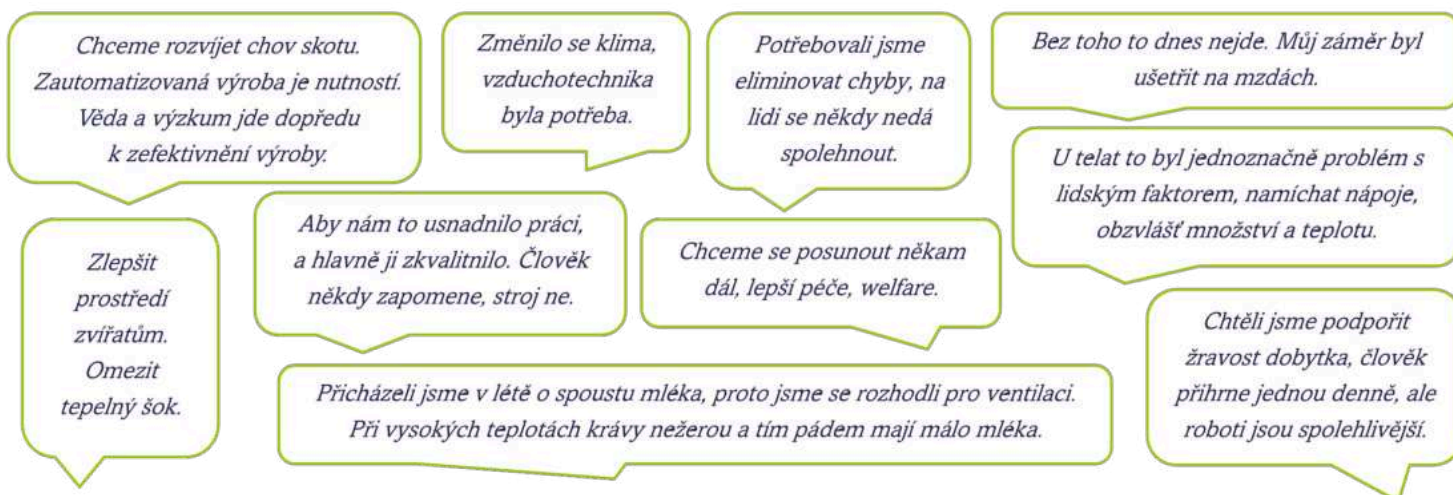 Chceme rozvíjet chov skotu.
Zautomatizovaná výroba je nutností.
Věda a výzkum jde dopředu
k zefektivnění výroby.
Změnilo se klima,
vzduchotechnika
byla potřeba.
Potřebovali jsme
eliminovat chyby, na
lidi se někdy nedá
spolehnout.
Bez toho to dnes nejde. Můj záměr byl
ušetřit na mzdách.
U telat to byl jednoznačně problém s
lidským faktorem, namíchat nápoje,
obzvlášť množství a teplotu.
Zlepšit
prostředí
zvířatům.
Omezit
tepelný šok.
Aby nám to usnadnilo práci,
a hlavně ji zkvalitnilo. Člověk
někdy zapomene, stroj ne.
Chceme se posunout někam
dál, lepší péče, welfare.
Chtěli jsme podpořit
žravost dobytka, člověk
přihrne jednou denně, ale
roboti jsou spolehlivější.
Přicházeli jsme v létě o spoustu mléka, proto jsme se rozhodli pro ventilaci.
Při vysokých teplotách krávy nežerou a tím pádem mají málo mléka.